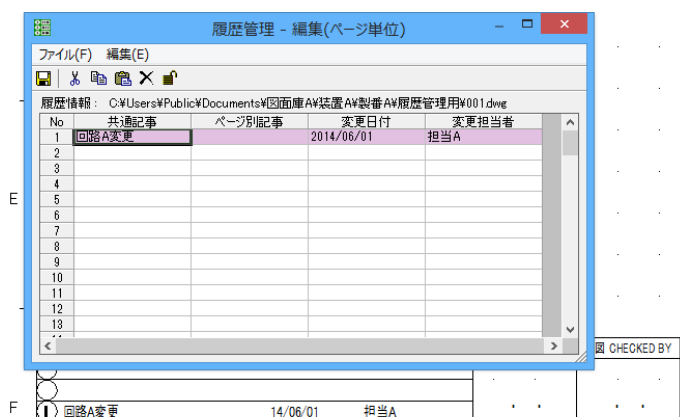 履歴管理 - 編集(ページ単位)
ファイル(F) 編集(E)
履歴情報： C:¥Users¥Public¥Documents¥図面庫A¥装置A¥製番A¥履歴管理用¥001.dwg
No 共通記事 ページ別記事 変更日付 変更担当者
1 回路A変更 2014/06/01 担当A
2
3
4
E
5
6
7
8
9
10
11
12
13
図 CHECKED BY
F 1 回路A変更 14/06/01 担当A